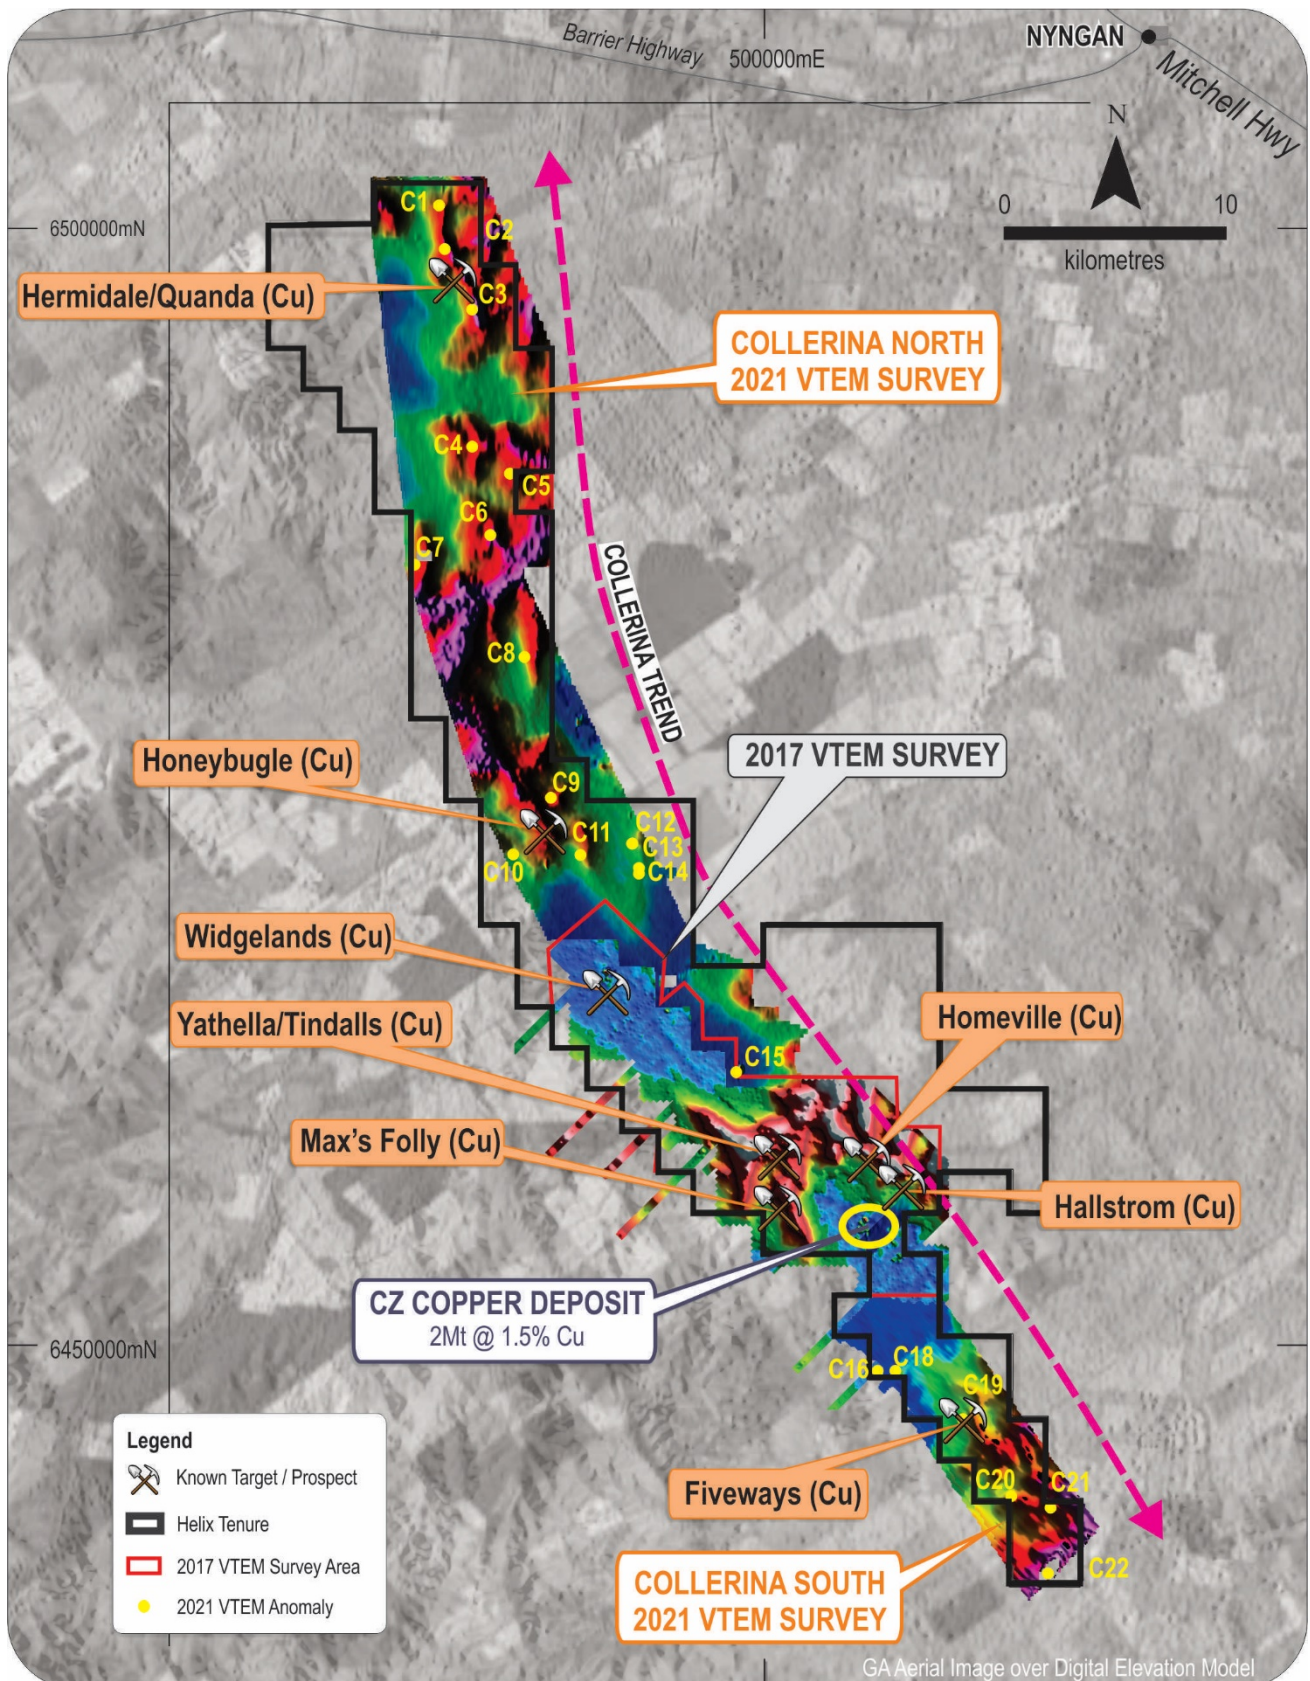 Barrier Highway
500000mE
NYNGAN
Mitchell Hwy
N
0
10
kilometres
6500000mN
C1
C2
Hermidale/Quanda (Cu)
C3
COLLERINA NORTH
2021 VTEM SURVEY
C4
C5
C6
C7
COLLERINA TREND
C8
2017 VTEM SURVEY
Honeybugle (Cu)
C9
C12
C11
C13
C10
C14
Widgelands (Cu)
Yathella/Tindalls (Cu)
Homeville (Cu)
C15
Max's Folly (Cu)
Hallstrom (Cu)
CZ COPPER DEPOSIT
2Mt @ 1.5% Cu
6450000mN
C16
C18
C19
Fiveways (Cu)
C20
C21
C22
COLLERINA SOUTH
2021 VTEM SURVEY
Legend
Known Target / Prospect
Helix Tenure
2017 VTEM Survey Area
2021 VTEM Anomaly
GA Aerial Image over Digital Elevation Model